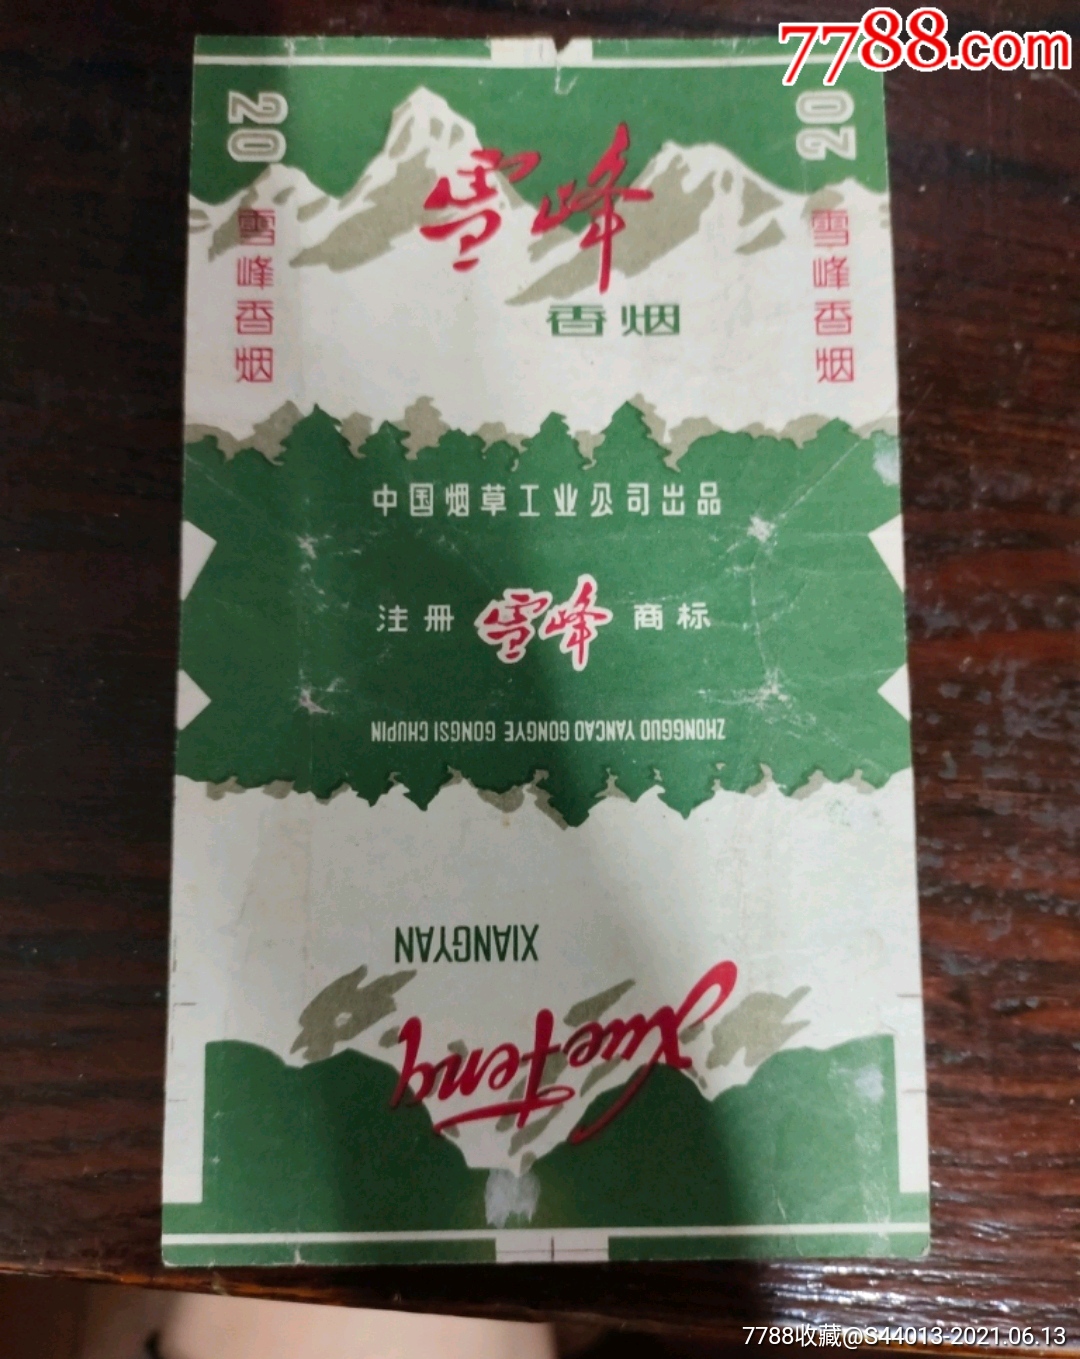 7788.com
20
20
雪峰
香烟
雪峰香烟
雪峰香烟
中国烟草工业公司出品
注册 雪峰 商标
ZHONGGUO YANCAO GONGYE GONGSI CHUPIN
XIANGYAN
XueFeng
7788收藏@S44013-2021.06.13